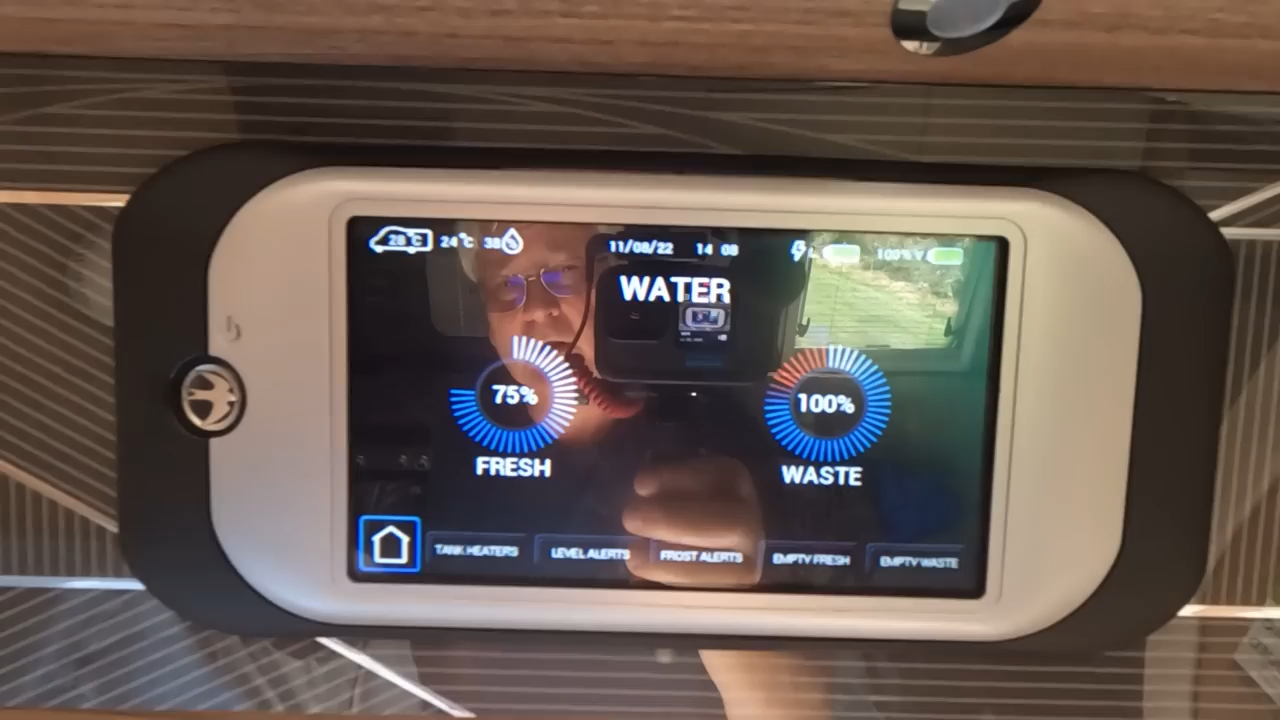 28°C 24°C 38 11/08/22 14 08 L 100% V
WATER
75% 100%
FRESH WASTE
TANK HEATERS LEVEL ALERTS FROST ALERTS EMPTY FRESH EMPTY WASTE